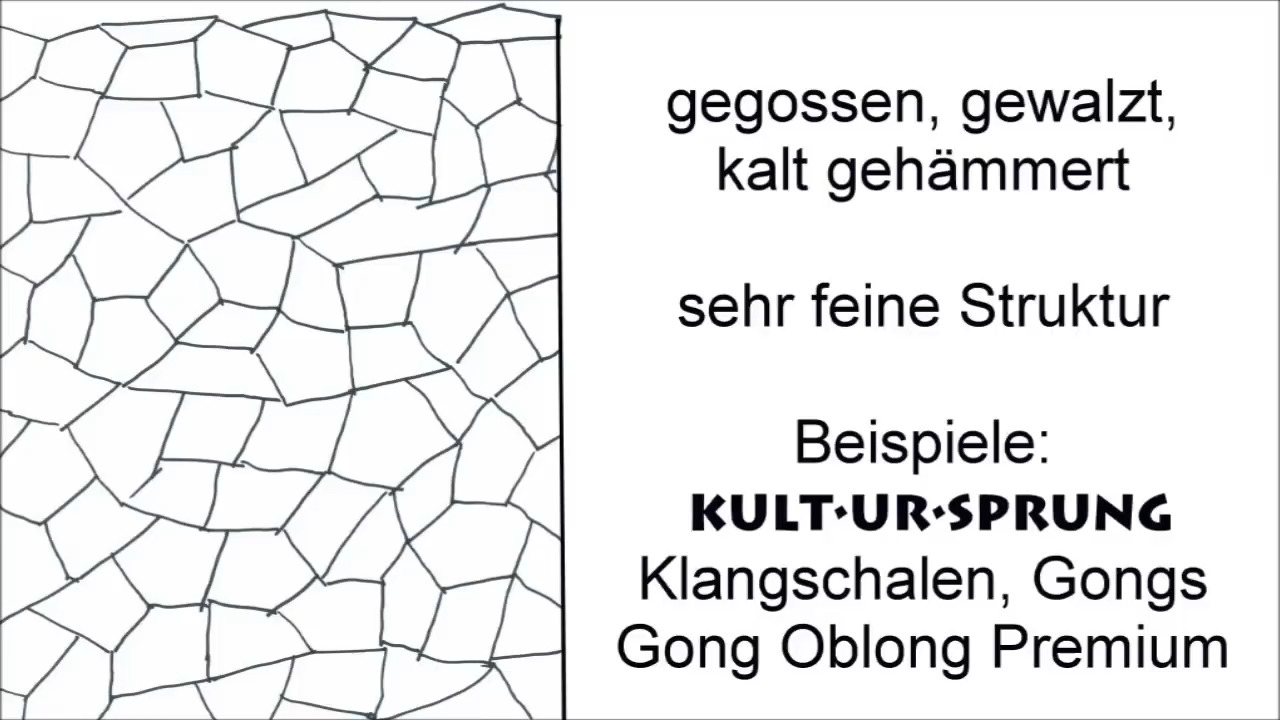 gegossen, gewalzt,
kalt gehämmert
sehr feine Struktur
Beispiele:
KULT·UR·SPRUNG
Klangschalen, Gongs
Gong Oblong Premium